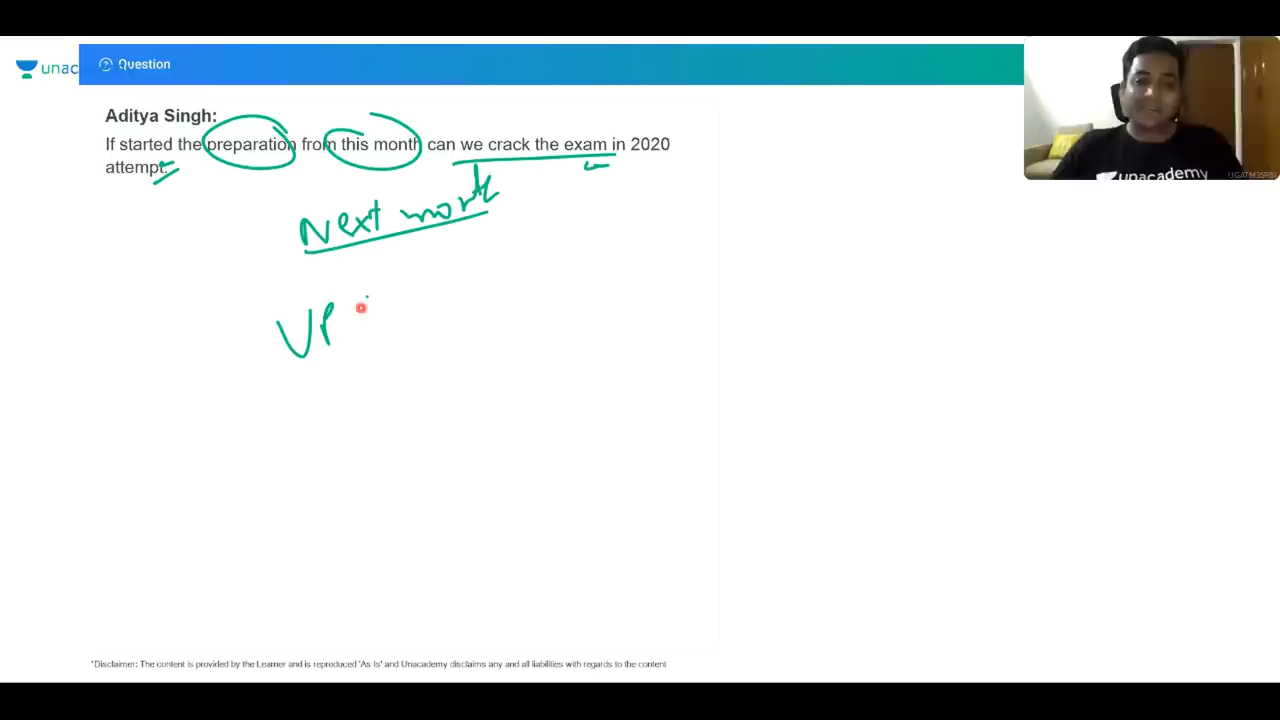 unac
? Question
Aditya Singh:
If started the preparation from this month can we crack the exam in 2020
attempt.
Next month
UP
unacademy
UGATM3SR6I
*Disclaimer: The content is provided by the Learner and is reproduced 'As Is' and Unacademy disclaims any and all liabilities with regards to the content